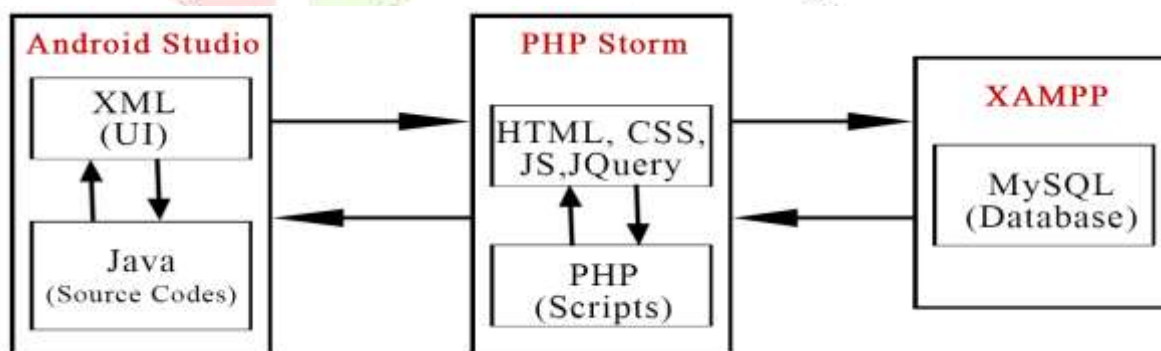 Android Studio
XML
(UI)
Java
(Source Codes)
PHP Storm
HTML, CSS,
JS,JQuery
PHP
(Scripts)
XAMPP
MySQL
(Database)